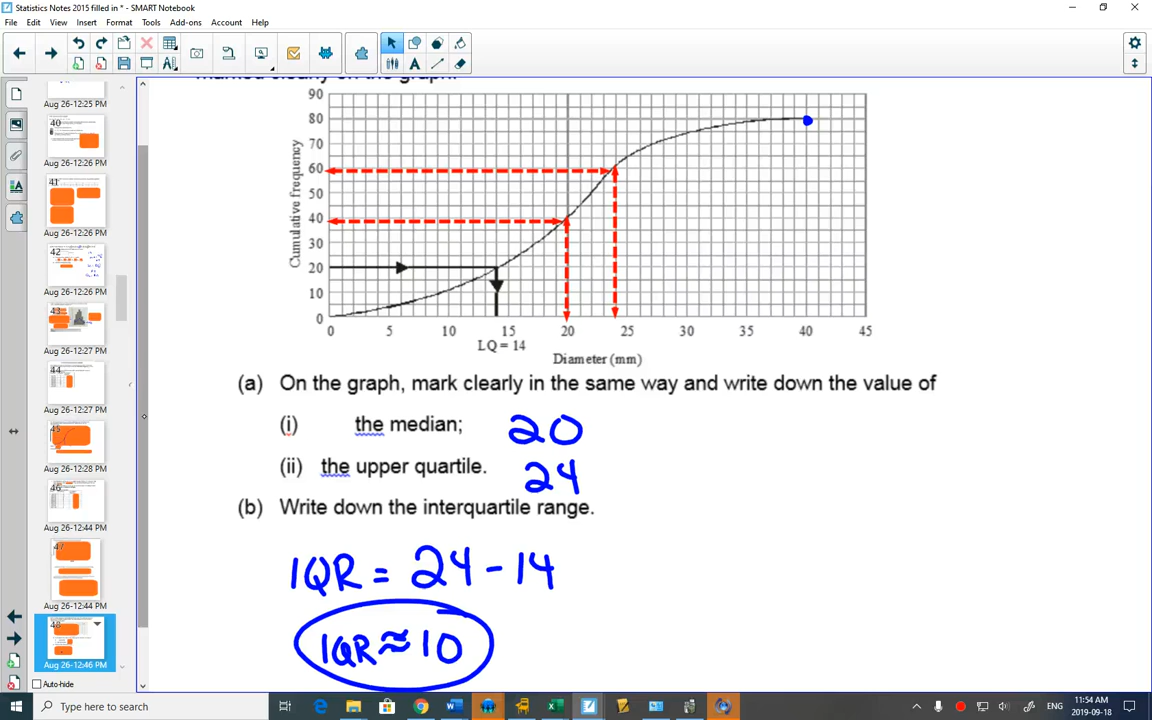 Statistics Notes 2015 filled in * - SMART Notebook
File Edit View Insert Format Tools Add-ons Account Help
Aug 26-12:25 PM
40
Aug 26-12:26 PM
41
Aug 26-12:26 PM
42
Aug 26-12:26 PM
43
Aug 26-12:27 PM
44
Aug 26-12:27 PM
45
Aug 26-12:28 PM
46
Aug 26-12:44 PM
47
Aug 26-12:44 PM
48
Aug 26-12:46 PM
Auto-hide
marked clearly on the graph.
90
80
70
60
50
40
30
20
10
0
Cumulative frequency
0 5 10 15 20 25 30 35 40 45
LQ = 14
Diameter (mm)
(a) On the graph, mark clearly in the same way and write down the value of
(i) the median; 20
(ii) the upper quartile. 24
(b) Write down the interquartile range.
IQR = 24 - 14
IQR ≈ 10
Type here to search
ENG
11:54 AM
2019-09-18